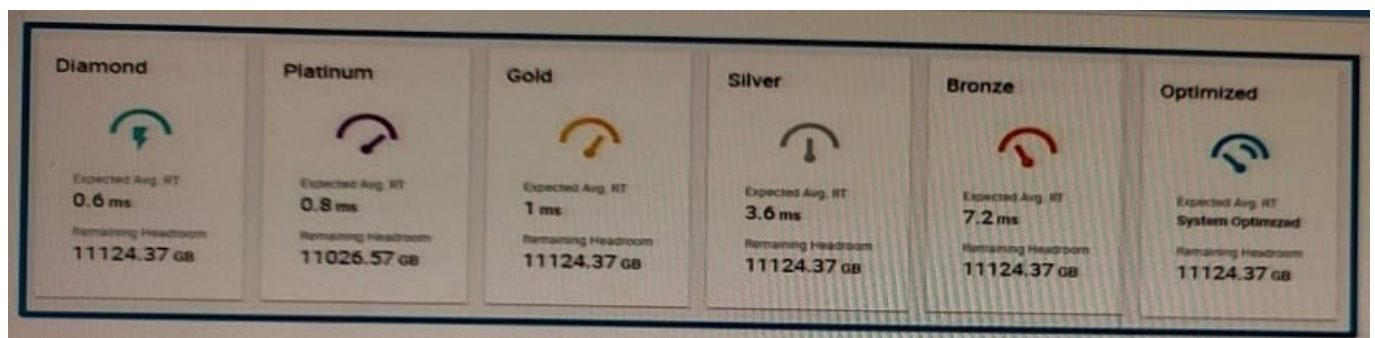 Diamond
Expected Avg. RT
0.6 ms
Remaining Headroom
11124.37 GB
Platinum
Expected Avg. RT
0.8 ms
Remaining Headroom
11026.57 GB
Gold
Expected Avg. RT
1 ms
Remaining Headroom
11124.37 GB
Silver
Expected Avg. RT
3.6 ms
Remaining Headroom
11124.37 GB
Bronze
Expected Avg. RT
7.2 ms
Remaining Headroom
11124.37 GB
Optimized
Expected Avg. RT
System Optimized
Remaining Headroom
11124.37 GB